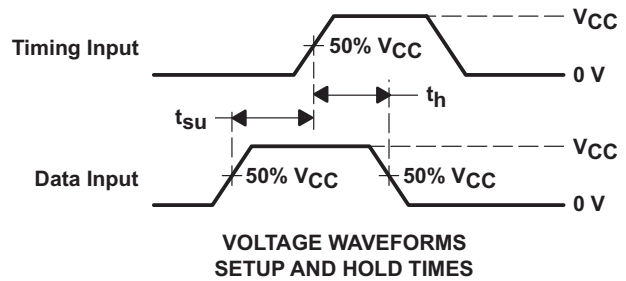 VCC
Timing Input
50% VCC
0 V
th
tsu
VCC
Data Input
50% VCC
50% VCC
0 V
VOLTAGE WAVEFORMS
SETUP AND HOLD TIMES